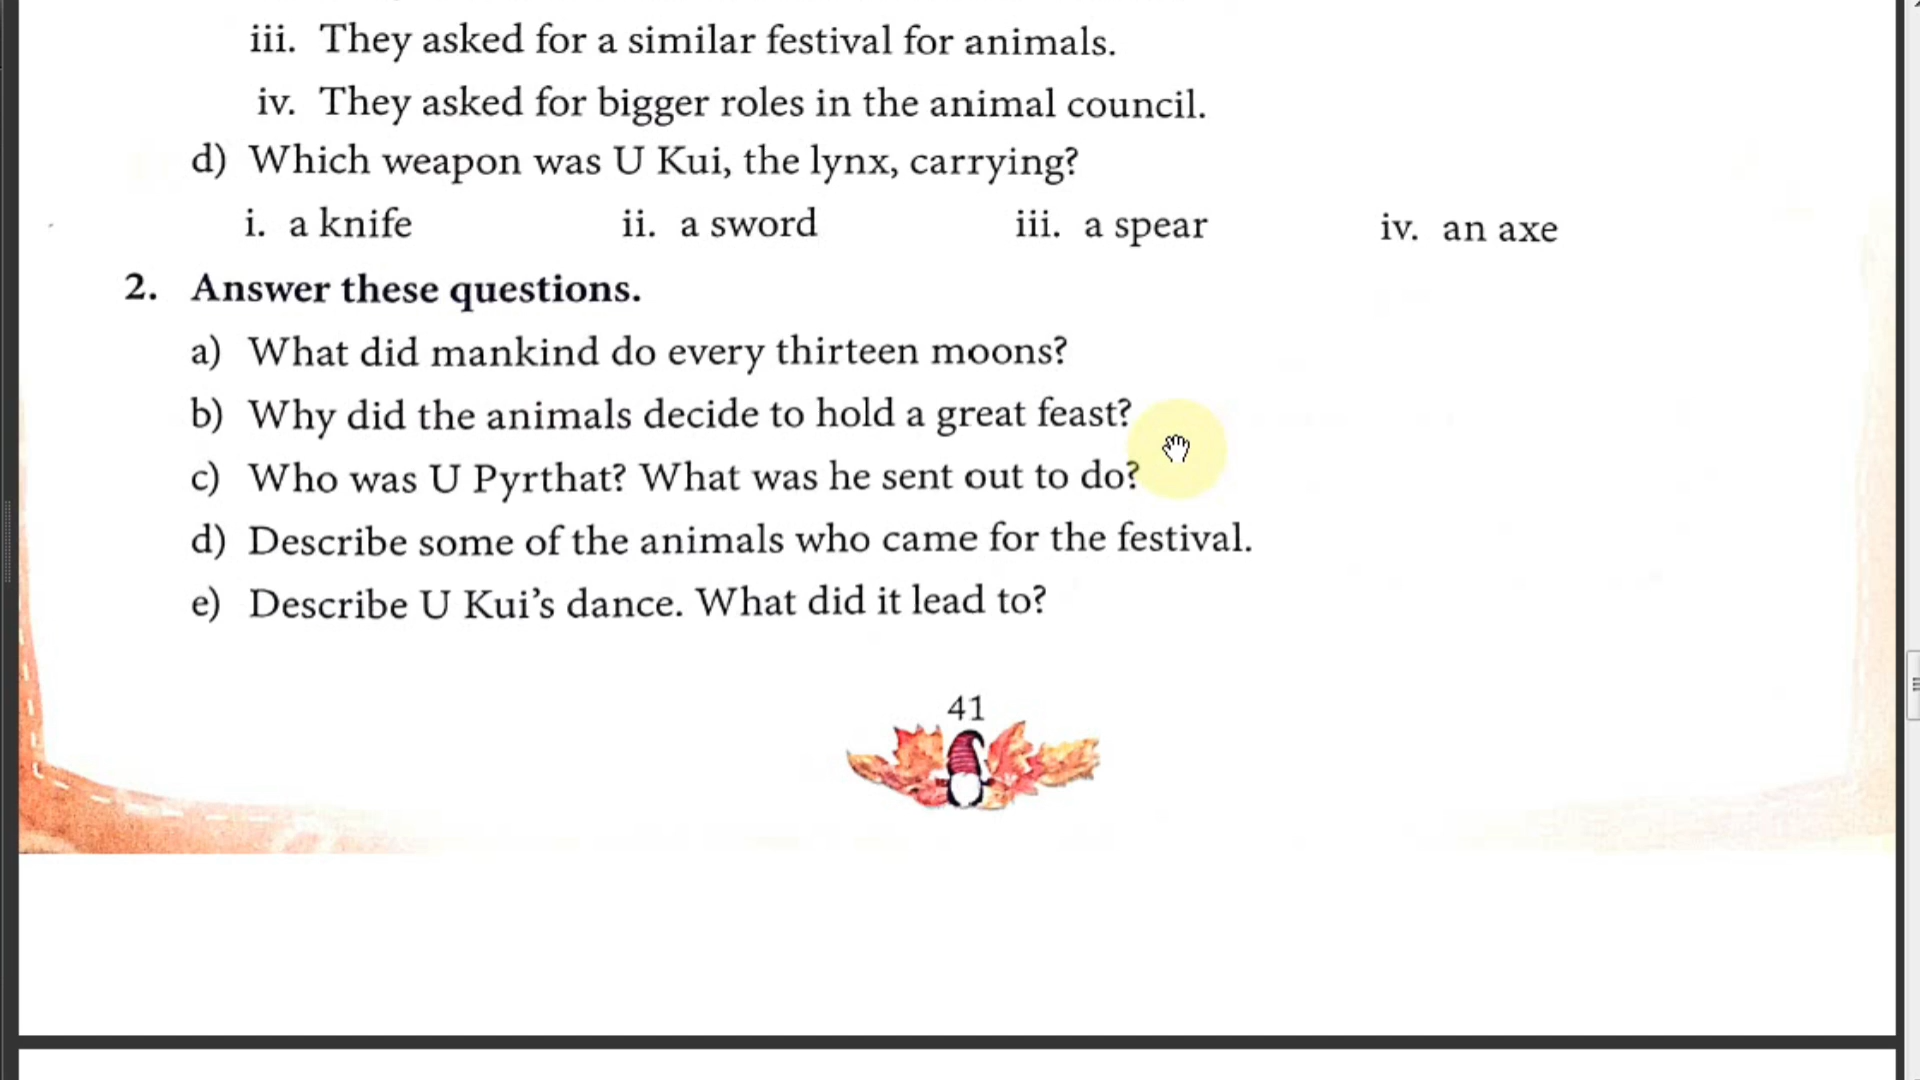 iii. They asked for a similar festival for animals.
iv. They asked for bigger roles in the animal council.
d) Which weapon was U Kui, the lynx, carrying?
i. a knife ii. a sword iii. a spear iv. an axe
2. Answer these questions.
a) What did mankind do every thirteen moons?
b) Why did the animals decide to hold a great feast?
c) Who was U Pyrthat? What was he sent out to do?
d) Describe some of the animals who came for the festival.
e) Describe U Kui's dance. What did it lead to?
41